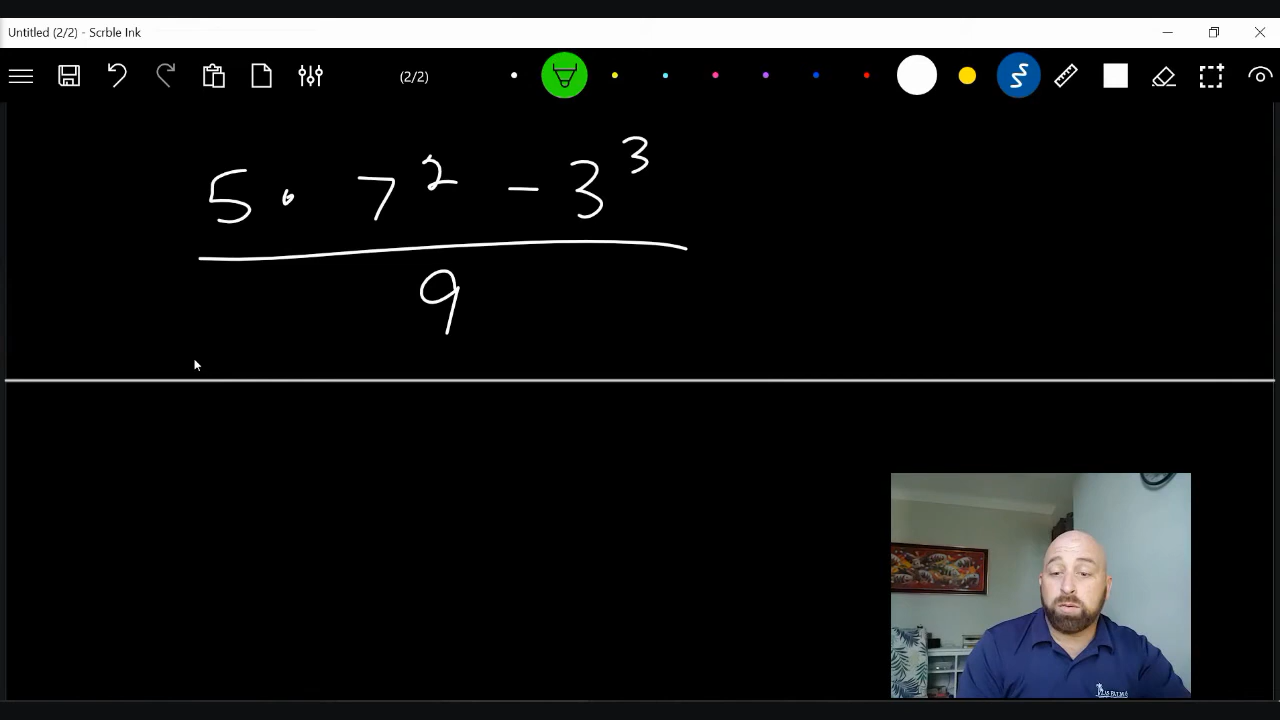 Untitled (2/2) - Scrble Ink
(2/2)
5 · 7² - 3³
9